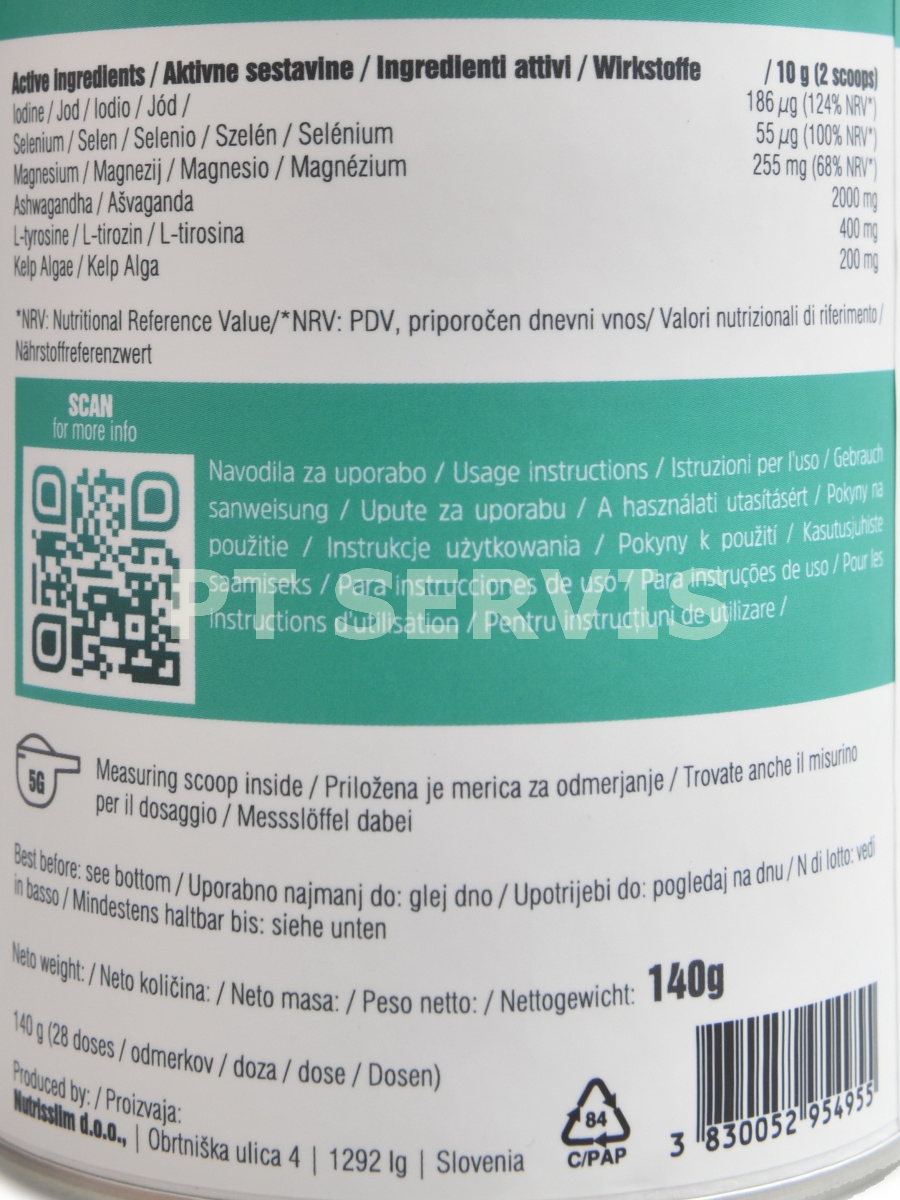 Active ingredients / Aktivne sestavine / Ingredienti attivi / Wirkstoffe / 10 g (2 scoops)
Iodine / Jod / Iodio / Jód / 186 µg (124% NRV*)
Selenium / Selen / Selenio / Szelén / Selénium 55 µg (100% NRV*)
Magnesium / Magnezij / Magnesio / Magnézium 255 mg (68% NRV*)
Ashwagandha / Ašvaganda 2000 mg
L-tyrosine / L-tirozin / L-tirosina 400 mg
Kelp Algae / Kelp Alga 200 mg
*NRV: Nutritional Reference Value/*NRV: PDV, priporočen dnevni vnos/ Valori nutrizionali di riferimento /
Nährstoffreferenzwert
SCAN
for more info
Navodila za uporabo / Usage instructions / Istruzioni per l'uso / Gebrauch
sanweisung / Upute za uporabu / A használati utasításért / Pokyny na
použitie / Instrukcje użytkowania / Pokyny k použití / Kasutusjuhiste
saamiseks / Para instrucciones de uso / Para instruções de uso / Pour les
instructions d'utilisation / Pentru instrucțiuni de utilizare /
PT SERVIS
5G
Measuring scoop inside / Priložena je merica za odmerjanje / Trovate anche il misurino
per il dosaggio / Messslöffel dabei
Best before: see bottom / Uporabno najmanj do: glej dno / Upotrijebi do: pogledaj na dnu / N di lotto: vedi
in basso / Mindestens haltbar bis: siehe unten
Neto weight: / Neto količina: / Neto masa: / Peso netto: / Nettogewicht: 140g
140 g (28 doses / odmerkov / doza / dose / Dosen)
Produced by: / Proizvaja:
Nutrisslim d.o.o., | Obrtniška ulica 4 | 1292 Ig | Slovenia
84
C/PAP
3 830052 954955